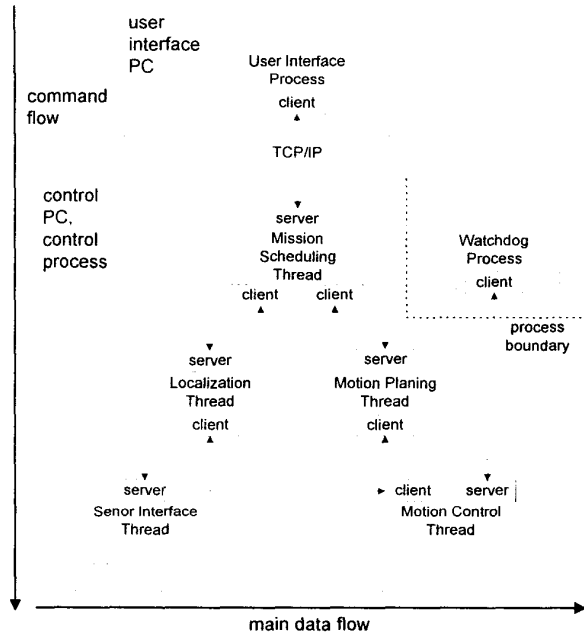 user
interface
PC
User Interface
Process
client
command
flow
TCP/IP
control
PC,
control
process
server
Mission
Scheduling
Thread
client client
Watchdog
Process
client
process
boundary
server
Localization
Thread
client
server
Motion Planing
Thread
client
server
Senor Interface
Thread
client server
Motion Control
Thread
main data flow